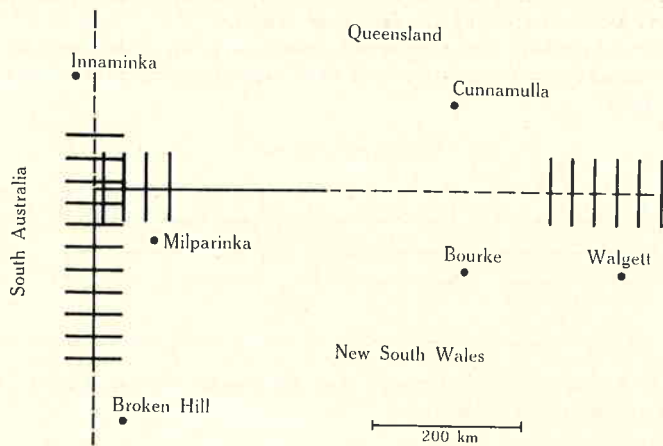 Queensland
Innaminka
Cunnamulla
South Australia
Milparinka
Bourke
Walgett
New South Wales
Broken Hill
200 km